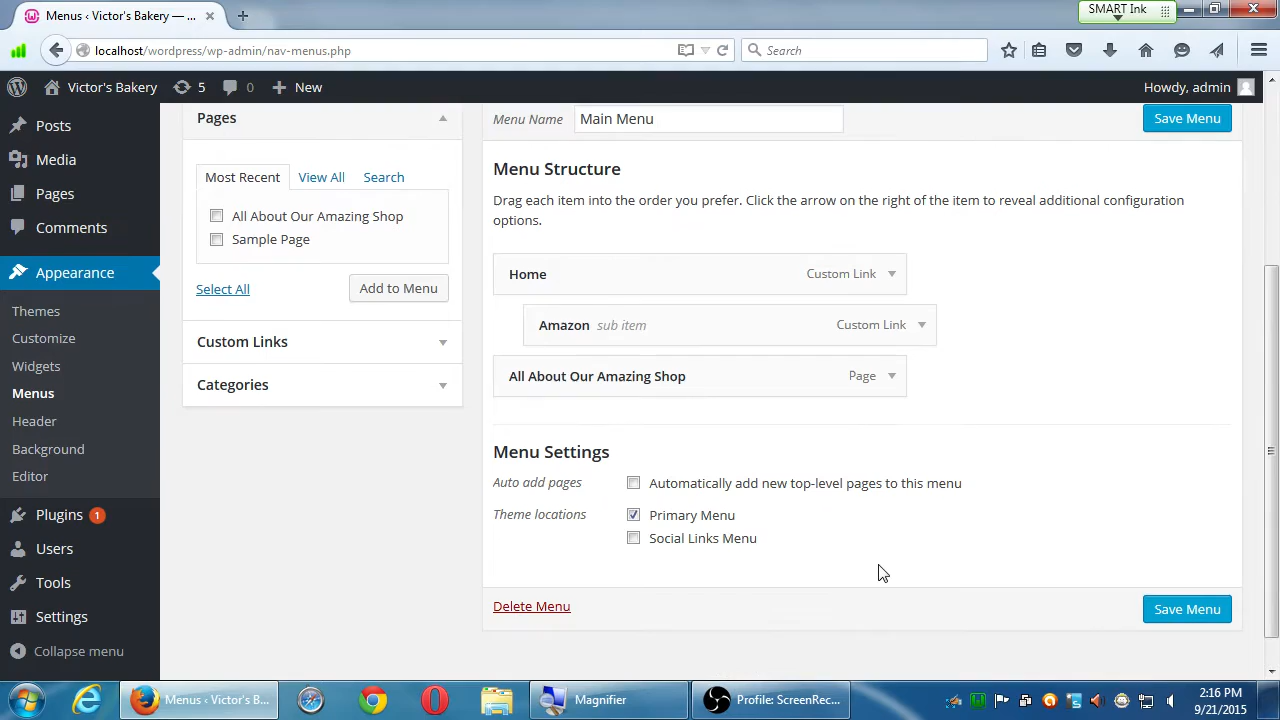 Menus ‹ Victor's Bakery — ...
SMART Ink
localhost/wordpress/wp-admin/nav-menus.php
Search
Victor's Bakery
5
0
New
Howdy, admin
Posts
Media
Pages
Comments
Appearance
Themes
Customize
Widgets
Menus
Header
Background
Editor
Plugins 1
Users
Tools
Settings
Collapse menu
Pages
Most Recent
View All
Search
All About Our Amazing Shop
Sample Page
Select All
Add to Menu
Custom Links
Categories
Menu Name
Main Menu
Save Menu
Menu Structure
Drag each item into the order you prefer. Click the arrow on the right of the item to reveal additional configuration
options.
Home
Custom Link
Amazon sub item
Custom Link
All About Our Amazing Shop
Page
Menu Settings
Auto add pages
Automatically add new top-level pages to this menu
Theme locations
Primary Menu
Social Links Menu
Delete Menu
Save Menu
Menus ‹ Victor's B...
Magnifier
Profile: ScreenRec...
2:16 PM
9/21/2015